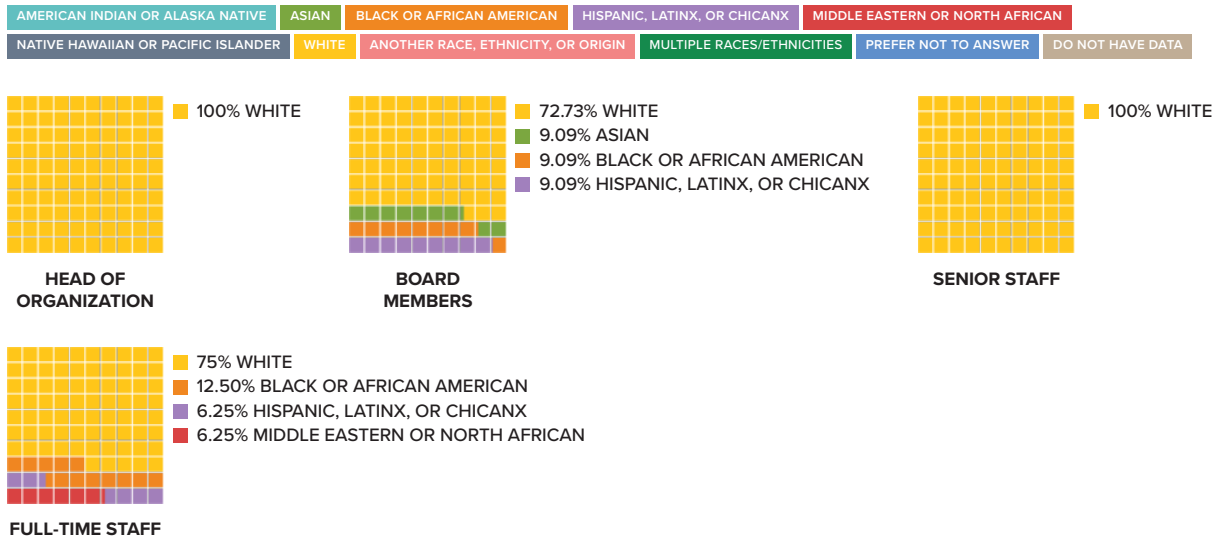 AMERICAN INDIAN OR ALASKA NATIVE ASIAN BLACK OR AFRICAN AMERICAN HISPANIC, LATINX, OR CHICANX MIDDLE EASTERN OR NORTH AFRICAN
NATIVE HAWAIIAN OR PACIFIC ISLANDER WHITE ANOTHER RACE, ETHNICITY, OR ORIGIN MULTIPLE RACES/ETHNICITIES PREFER NOT TO ANSWER DO NOT HAVE DATA
100% WHITE
HEAD OF
ORGANIZATION
72.73% WHITE
9.09% ASIAN
9.09% BLACK OR AFRICAN AMERICAN
9.09% HISPANIC, LATINX, OR CHICANX
BOARD
MEMBERS
100% WHITE
SENIOR STAFF
75% WHITE
12.50% BLACK OR AFRICAN AMERICAN
6.25% HISPANIC, LATINX, OR CHICANX
6.25% MIDDLE EASTERN OR NORTH AFRICAN
FULL-TIME STAFF